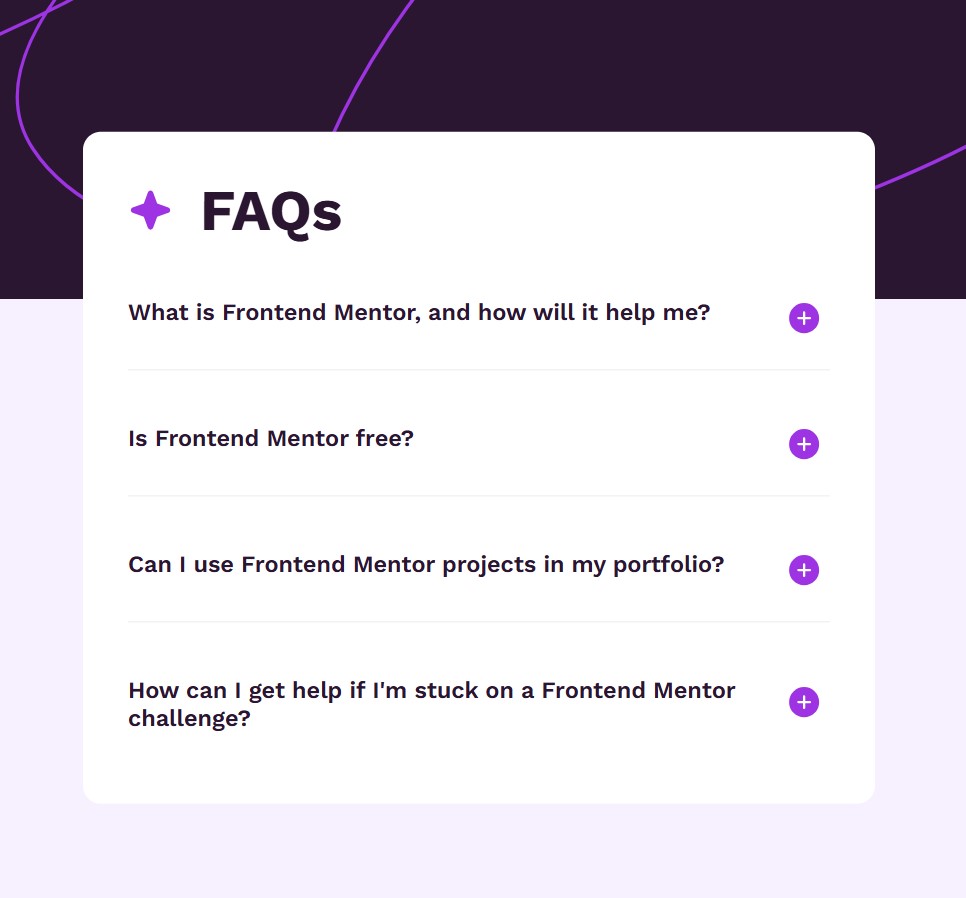 FAQs
What is Frontend Mentor, and how will it help me?
Is Frontend Mentor free?
Can I use Frontend Mentor projects in my portfolio?
How can I get help if I'm stuck on a Frontend Mentor
challenge?